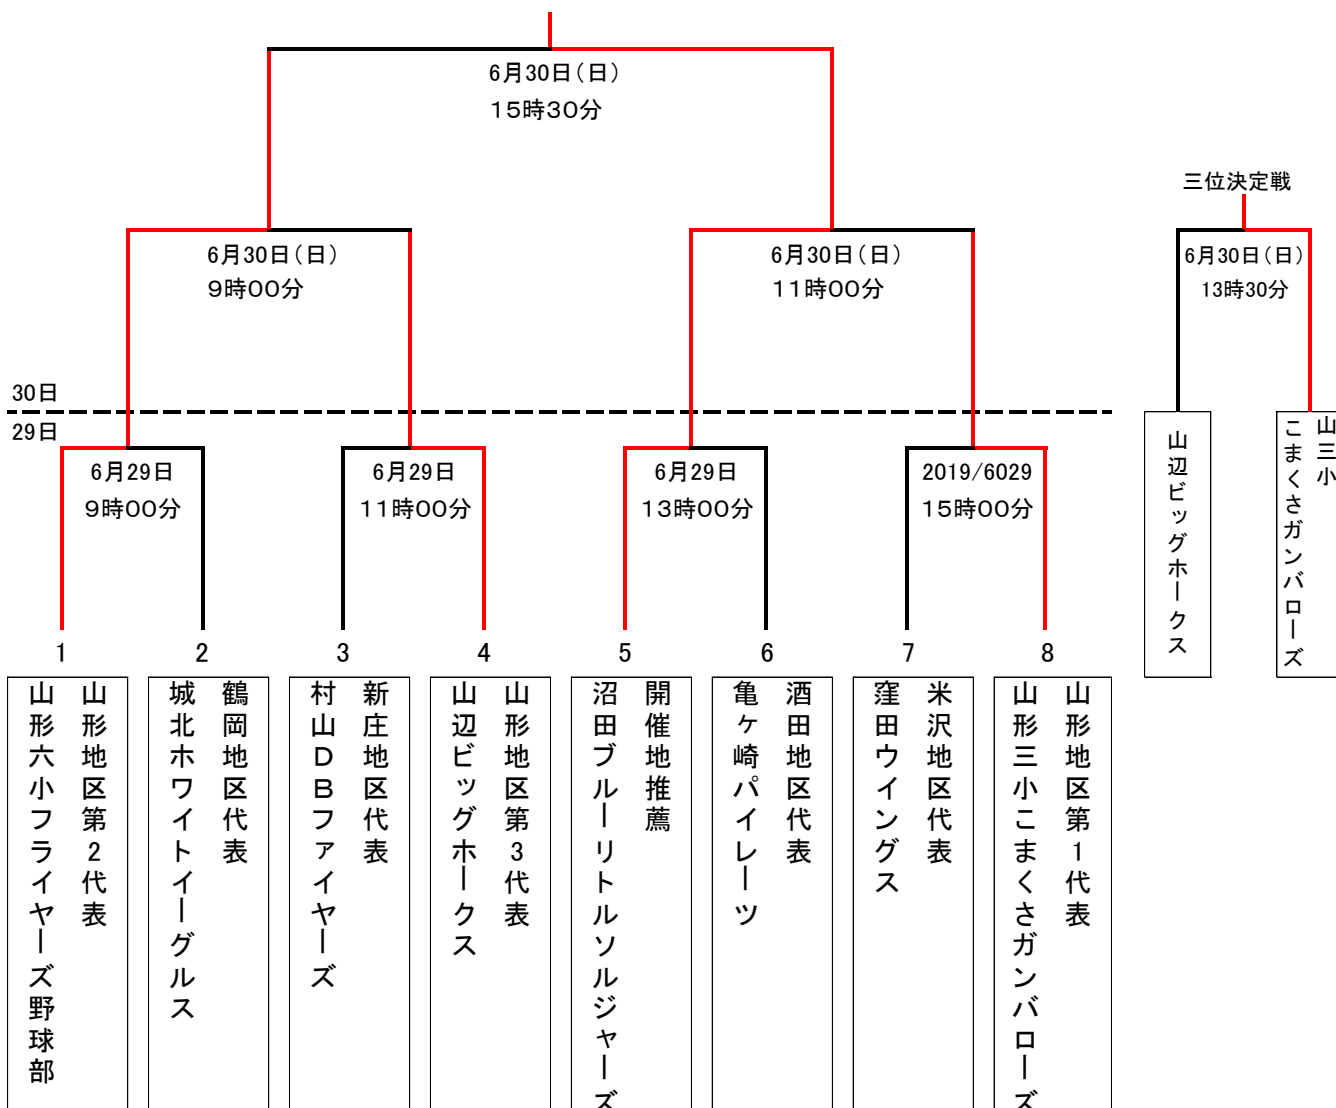 6月30日(日)
15時30分
三位決定戦
6月30日(日)
9時00分
6月30日(日)
11時00分
6月30日(日)
13時30分
30日
29日
6月29日
9時00分
6月29日
11時00分
6月29日
13時00分
2019/6029
15時00分
山辺ビッグホークス
山三小
こまくさガンバローズ
1
2
3
4
5
6
7
8
山形地区第2代表
山形六小フライヤーズ野球部
鶴岡地区代表
城北ホワイトイーグルス
新庄地区代表
村山DBファイヤーズ
山形地区第3代表
山辺ビッグホークス
開催地推薦
沼田ブルーリトルソルジャーズ
酒田地区代表
亀ヶ崎パイレーツ
米沢地区代表
窪田ウイングス
山形地区第1代表
山形三小こまくさガンバローズ